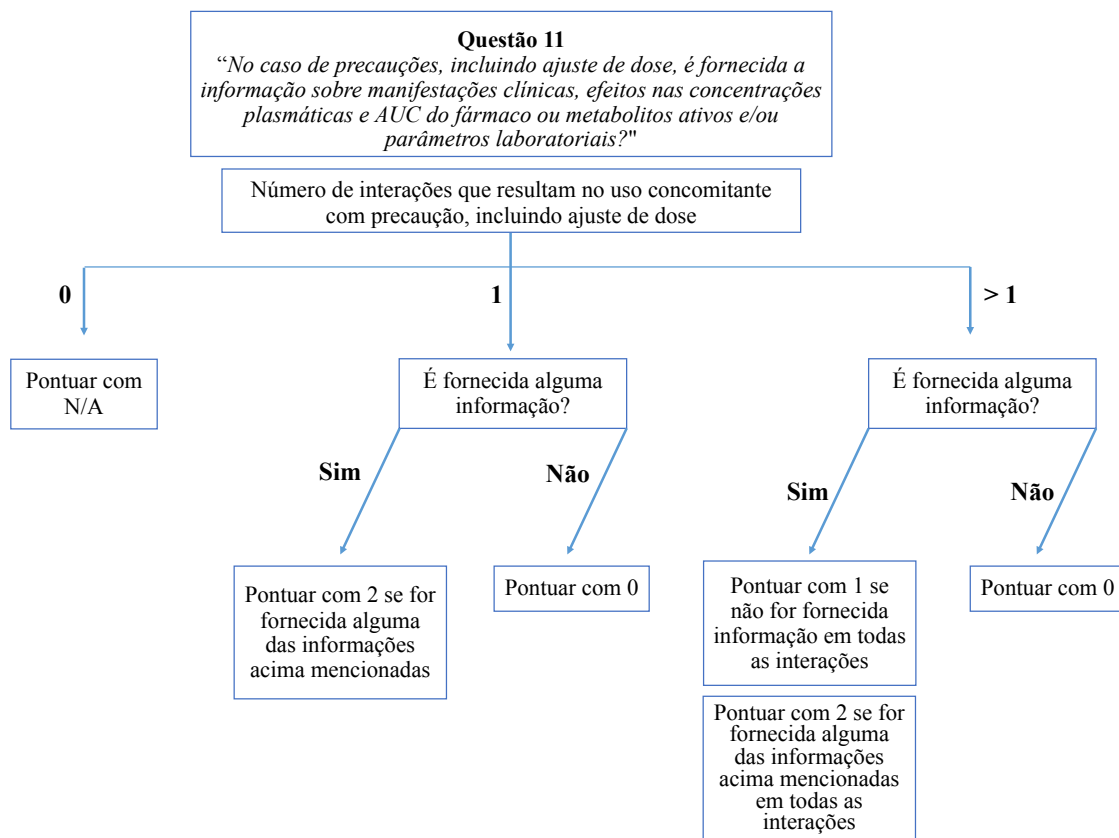 Questão 11
“No caso de precauções, incluindo ajuste de dose, é fornecida a
informação sobre manifestações clínicas, efeitos nas concentrações
plasmáticas e AUC do fármaco ou metabolitos ativos e/ou
parâmetros laboratoriais?"
Número de interações que resultam no uso concomitante
com precaução, incluindo ajuste de dose
0
1
> 1
Pontuar com
N/A
É fornecida alguma
informação?
É fornecida alguma
informação?
Sim
Não
Sim
Não
Pontuar com 2 se for
fornecida alguma
das informações
acima mencionadas
Pontuar com 0
Pontuar com 1 se
não for fornecida
informação em todas
as interações
Pontuar com 0
Pontuar com 2 se for
fornecida alguma
das informações
acima mencionadas
em todas as
interações